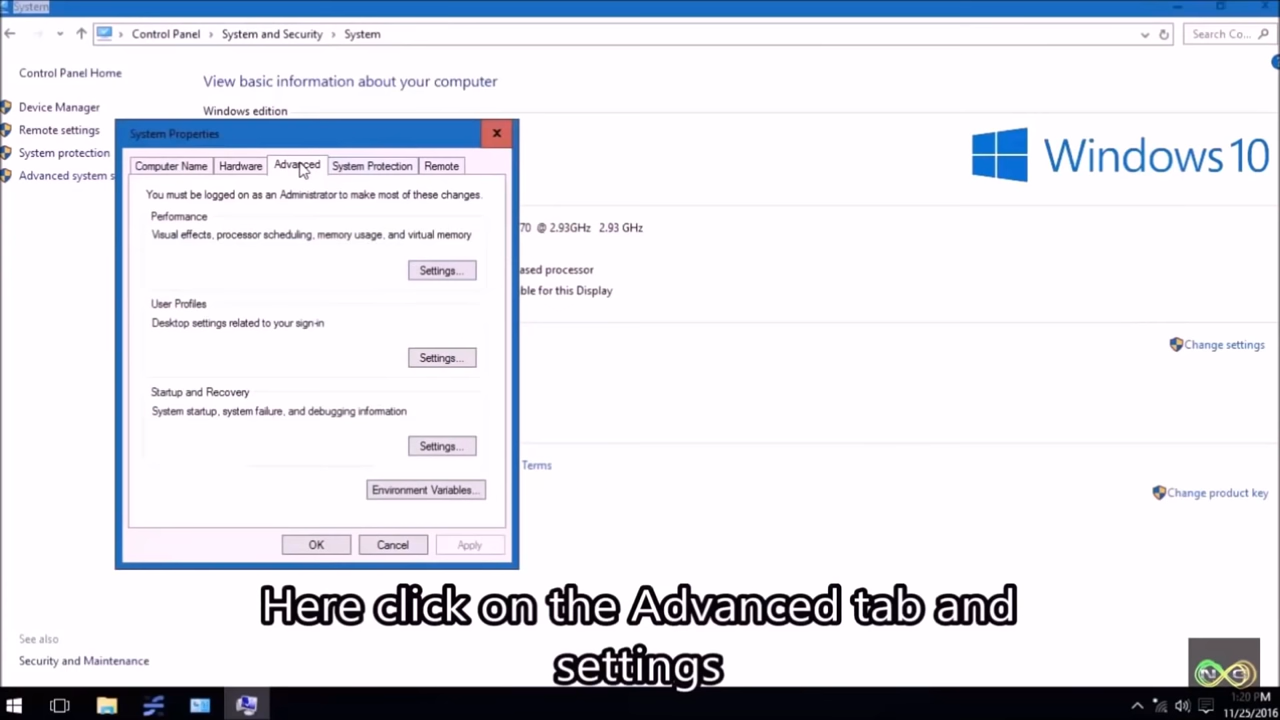 System
Control Panel
System and Security
System
Search Co...
Control Panel Home
View basic information about your computer
Device Manager
Windows edition
Remote settings
System protection
Advanced system s
Windows 10
System Properties
Computer Name
Hardware
Advanced
System Protection
Remote
You must be logged on as an Administrator to make most of these changes.
Performance
Visual effects, processor scheduling, memory usage, and virtual memory
Settings...
User Profiles
Desktop settings related to your sign-in
Settings...
Startup and Recovery
System startup, system failure, and debugging information
Settings...
Environment Variables...
OK
Cancel
Apply
70 @ 2.93GHz 2.93 GHz
ased processor
ble for this Display
Change settings
Terms
Change product key
Here click on the Advanced tab and
settings
See also
Security and Maintenance
1:20 PM
11/25/2016